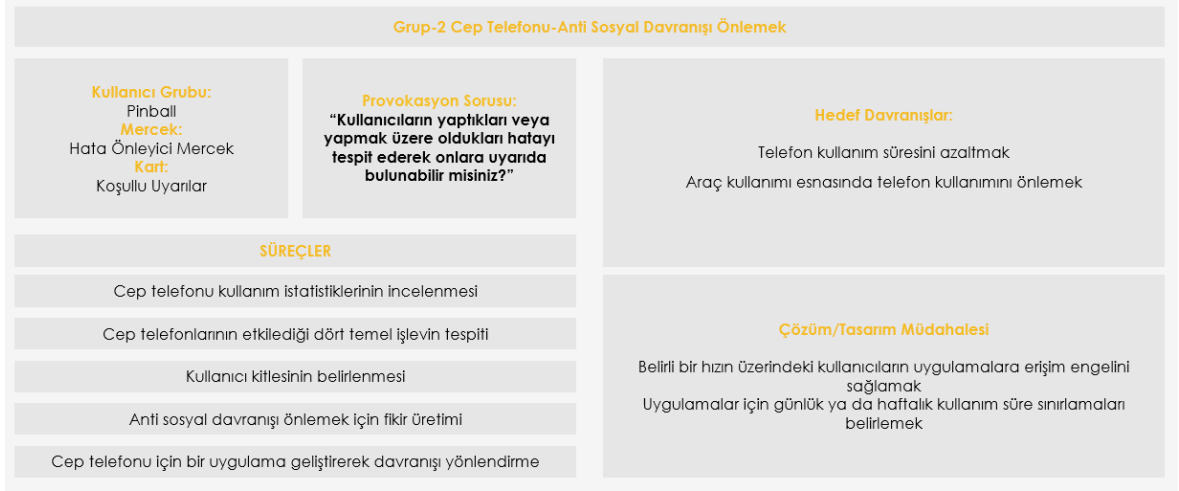 Grup-2 Cep Telefonu-Anti Sosyal Davranışı Önlemek
Kullanıcı Grubu:
Pinball
Mercek:
Hata Önleyici Mercek
Kart:
Koşullu Uyarılar
Provokasyon Sorusu:
“Kullanıcıların yaptıkları veya
yapmak üzere oldukları hatayı
tespit ederek onlara uyarıda
bulunabilir misiniz?”
SÜREÇLER
Cep telefonu kullanım istatistiklerinin incelenmesi
Cep telefonlarının etkilediği dört temel işlevin tespiti
Kullanıcı kitlesinin belirlenmesi
Anti sosyal davranışı önlemek için fikir üretimi
Cep telefonu için bir uygulama geliştirerek davranışı yönlendirme
Hedef Davranışlar:
Telefon kullanım süresini azaltmak
Araç kullanımı esnasında telefon kullanımını önlemek
Çözüm/Tasarım Müdahalesi
Belirli bir hızın üzerindeki kullanıcıların uygulamalara erişim engelini
sağlamak
Uygulamalar için günlük ya da haftalık kullanım süre sınırlamaları
belirlemek